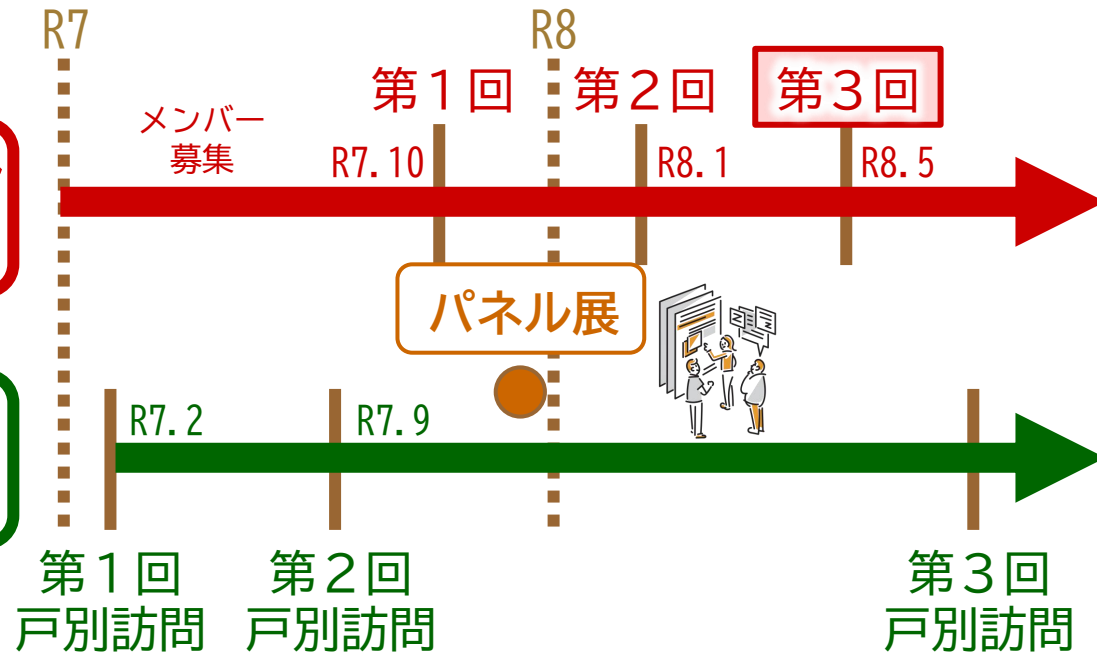 R7
R8
第1回
第2回
第3回
メンバー
募集
R7.10
R8.1
R8.5
パネル展
R7.2
R7.9
第1回
戸別訪問
第2回
戸別訪問
第3回
戸別訪問